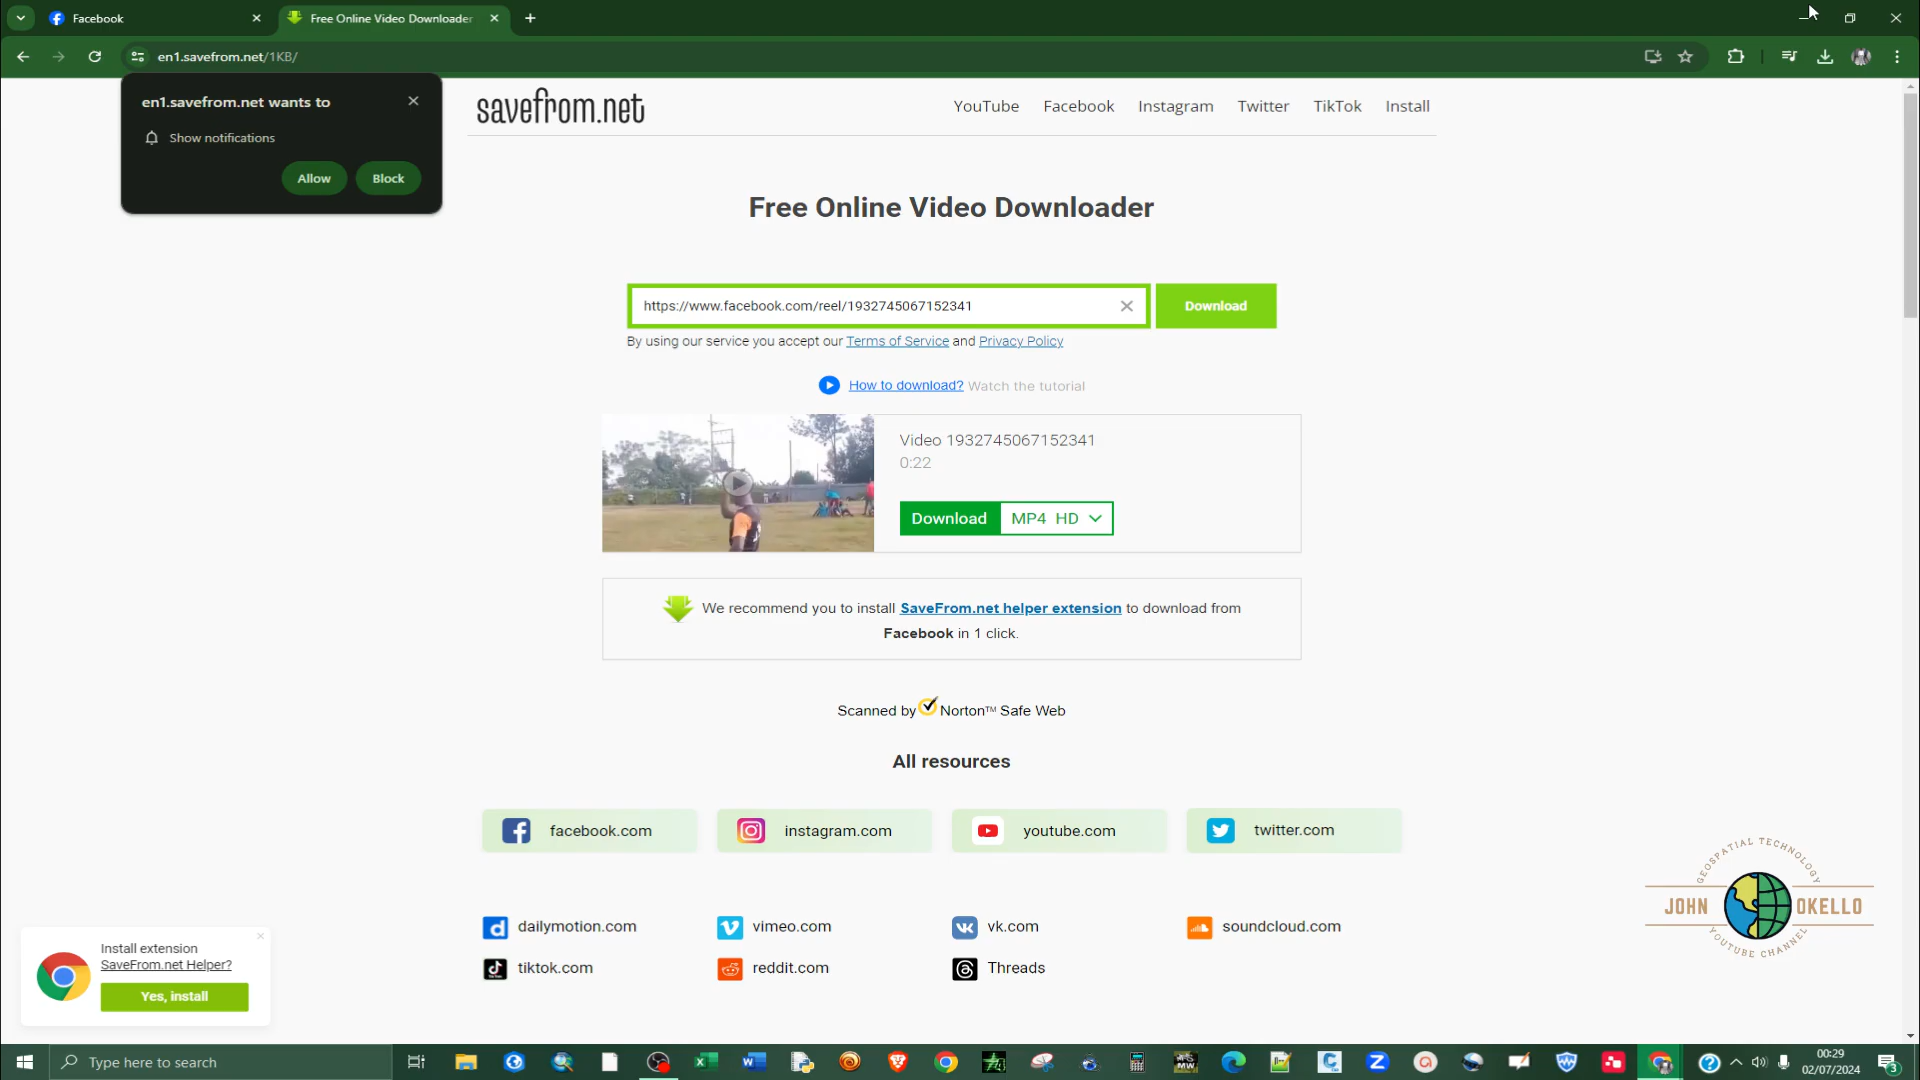 Facebook
Free Online Video Downloader
en1.savefrom.net/1KB/
en1.savefrom.net wants to
Show notifications
Allow
Block
savefrom.net
YouTube
Facebook
Instagram
Twitter
TikTok
Install
Free Online Video Downloader
https://www.facebook.com/reel/1932745067152341
Download
By using our service you accept our Terms of Service and Privacy Policy
How to download? Watch the tutorial
Video 1932745067152341
0:22
Download MP4 HD
We recommend you to install SaveFrom.net helper extension to download from
Facebook in 1 click.
Scanned by Norton™ Safe Web
All resources
facebook.com
instagram.com
youtube.com
twitter.com
dailymotion.com
vimeo.com
vk.com
soundcloud.com
tiktok.com
reddit.com
Threads
Install extension
SaveFrom.net Helper?
Yes, install
GEOSPATIAL TECHNOLOGY
JOHN OKELLO
YOUTUBE CHANNEL
Type here to search
00:29
02/07/2024
3